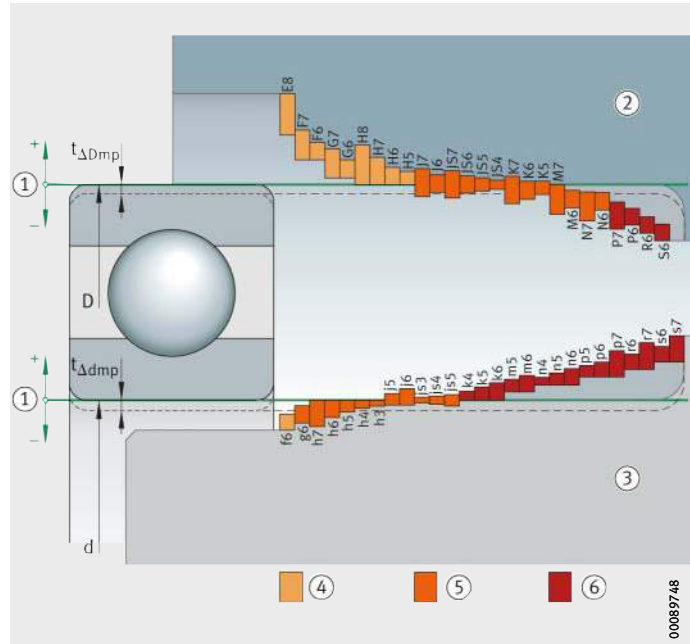 E8
F7
F6
G7
G6
H8
H7
H6
H5
J7
J6
JS7
JS6
JS5
JS4
K7
K6
K5
M7
M6
N7
N6
P7
P6
R6
S6
2
+
t∆Dmp
1
–
D
+
t∆dmp
1
–
d
f6
g6
h7
h6
h5
h4
h3
j5
j6
js3
js4
js5
k4
k5
k6
m5
m6
n4
n5
n6
p5
p6
p7
r6
r7
s6
s7
3
4
5
6
00089748